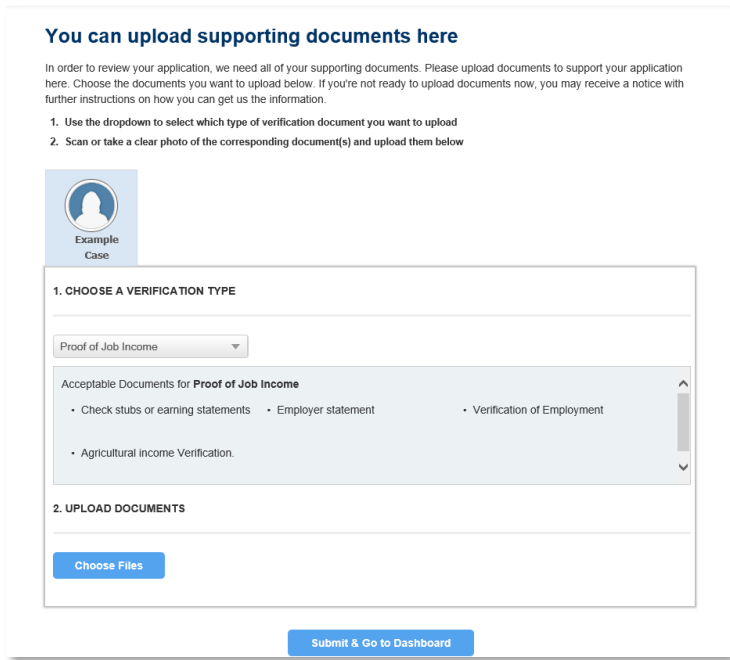 You can upload supporting documents here
In order to review your application, we need all of your supporting documents. Please upload documents to support your application
here. Choose the documents you want to upload below. If you're not ready to upload documents now, you may receive a notice with
further instructions on how you can get us the information.
1. Use the dropdown to select which type of verification document you want to upload
2. Scan or take a clear photo of the corresponding document(s) and upload them below
Example
Case
1. CHOOSE A VERIFICATION TYPE
Proof of Job Income
Acceptable Documents for Proof of Job Income
• Check stubs or earning statements • Employer statement • Verification of Employment
• Agricultural income Verification.
2. UPLOAD DOCUMENTS
Choose Files
Submit & Go to Dashboard